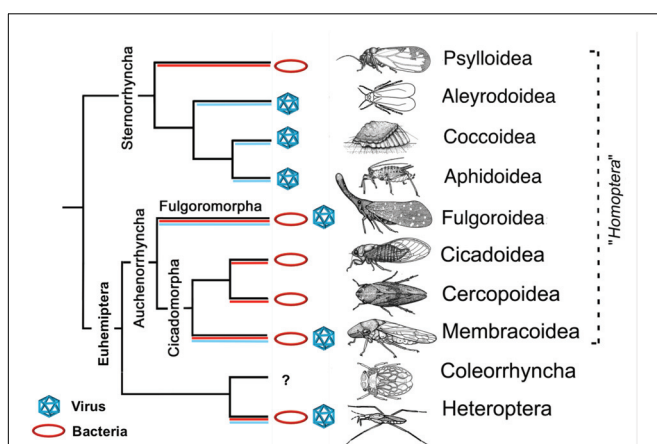 Sternorrhyncha
Psylloidea
Aleyrodoidea
Coccoidea
Aphidoidea
Fulgoromorpha
Fulgoroidea
"Homoptera"
Auchenorrhyncha
Cicadoidea
Cicadomorpha
Cercopoidea
Euhemiptera
Membracoidea
?
Coleorrhyncha
Heteroptera
Virus
Bacteria